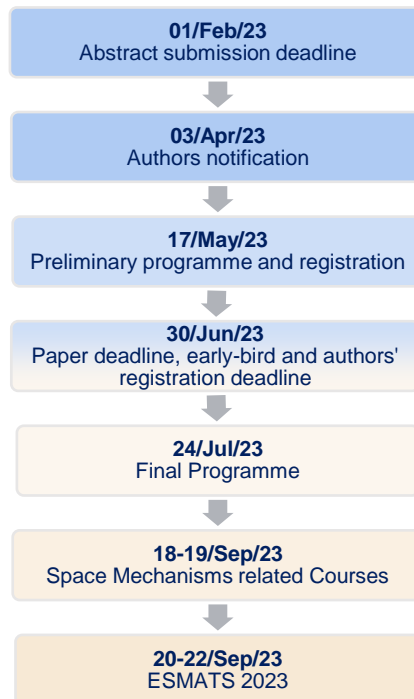 01/Feb/23
Abstract submission deadline
03/Apr/23
Authors notification
17/May/23
Preliminary programme and registration
30/Jun/23
Paper deadline, early-bird and authors'
registration deadline
24/Jul/23
Final Programme
18-19/Sep/23
Space Mechanisms related Courses
20-22/Sep/23
ESMATS 2023